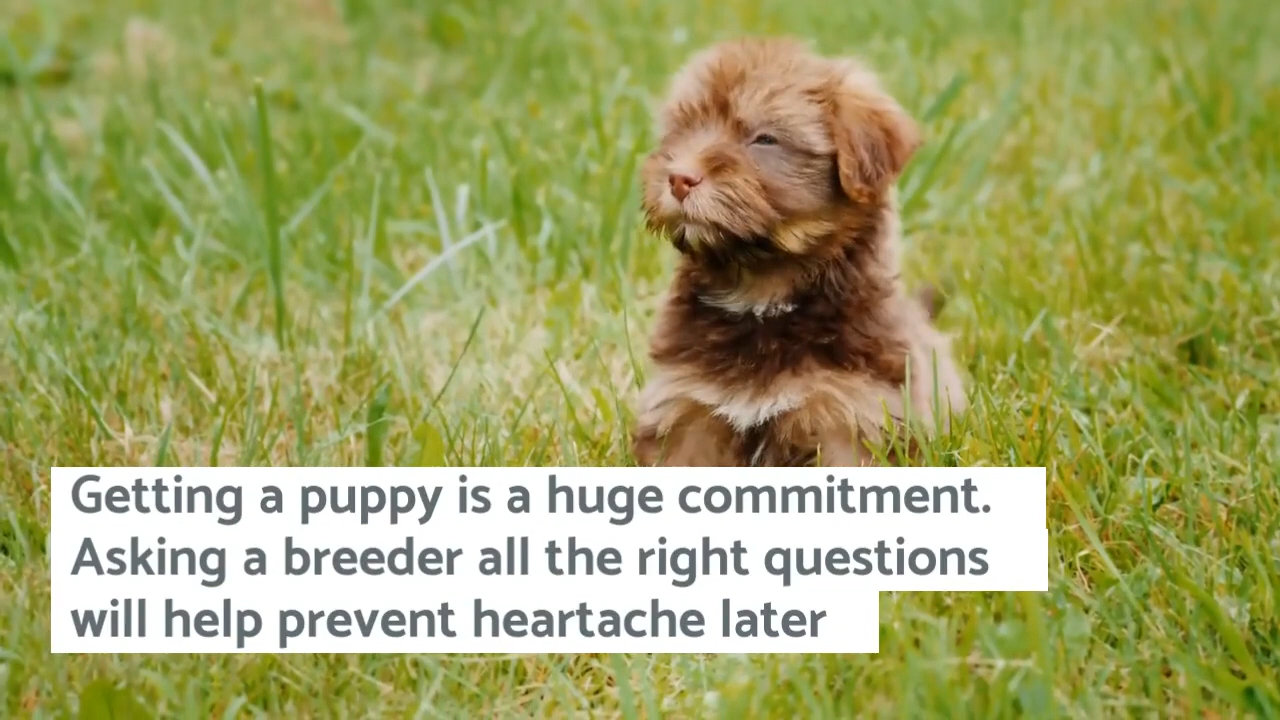 Getting a puppy is a huge commitment.
Asking a breeder all the right questions
will help prevent heartache later